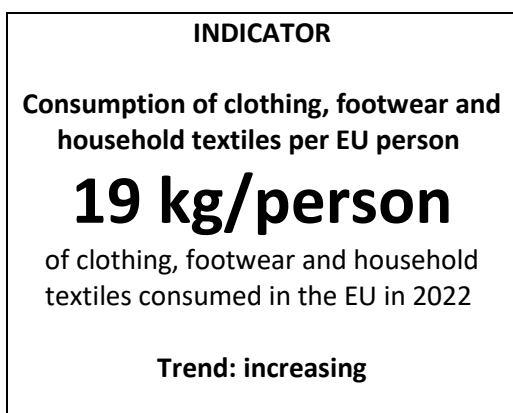 INDICATOR
Consumption of clothing, footwear and
household textiles per EU person
19 kg/person
of clothing, footwear and household
textiles consumed in the EU in 2022
Trend: increasing